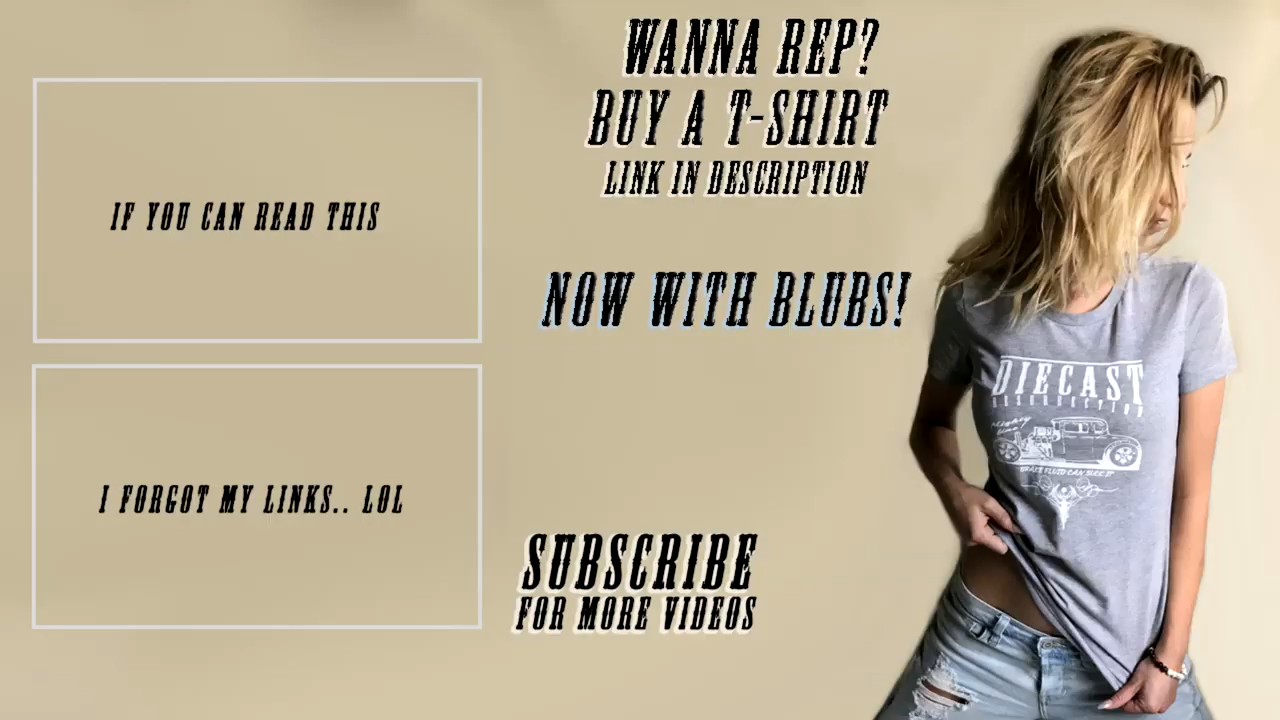 WANNA REP?
BUY A T-SHIRT
LINK IN DESCRIPTION
IF YOU CAN READ THIS
NOW WITH BLUBS!
DIECAST
RESURRECTION
I FORGOT MY LINKS.. LOL
SUBSCRIBE
FOR MORE VIDEOS